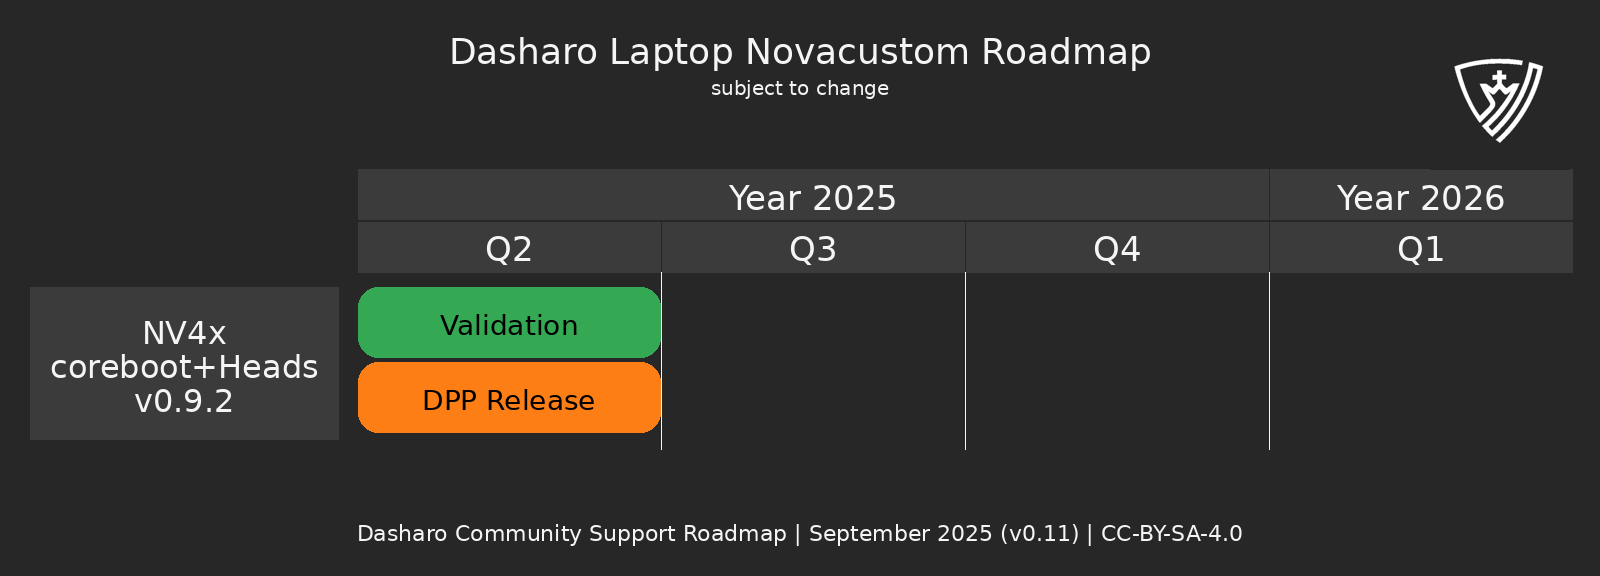 Dasharo Laptop Novacustom Roadmap
subject to change
Year 2025
Year 2026
Q2
Q3
Q4
Q1
NV4x
coreboot+Heads
v0.9.2
Validation
DPP Release
Dasharo Community Support Roadmap | September 2025 (v0.11) | CC-BY-SA-4.0